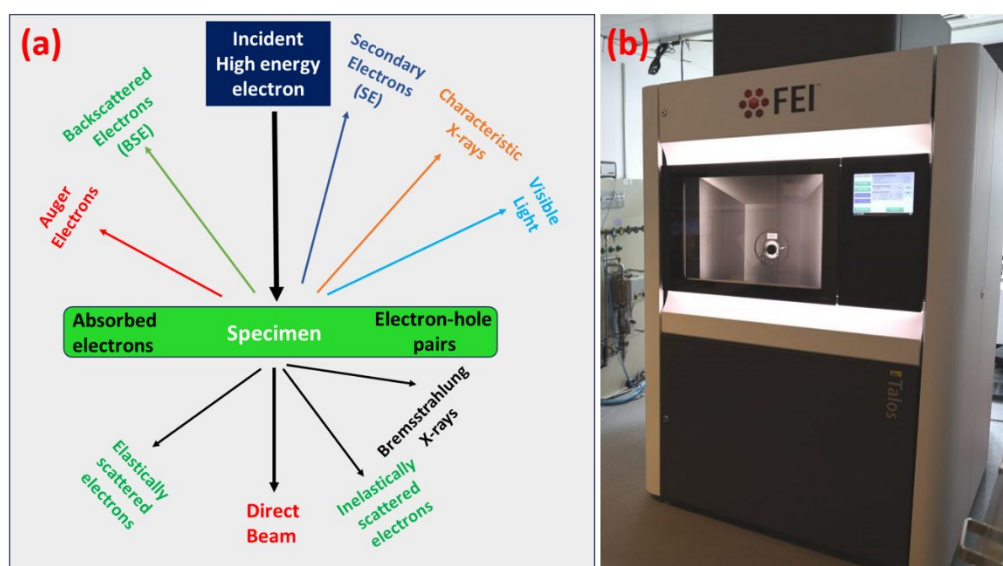 (a)
Incident
High energy
electron
Secondary
Electrons
(SE)
Backscattered
Electrons
(BSE)
Characteristic
X-rays
Auger
Electrons
Visible
Light
Absorbed
electrons
Specimen
Electron-hole
pairs
Elastically
scattered
electrons
Direct
Beam
Inelastically
scattered
electrons
Bremsstrahlung
X-rays
(b)
FEI™
Talos